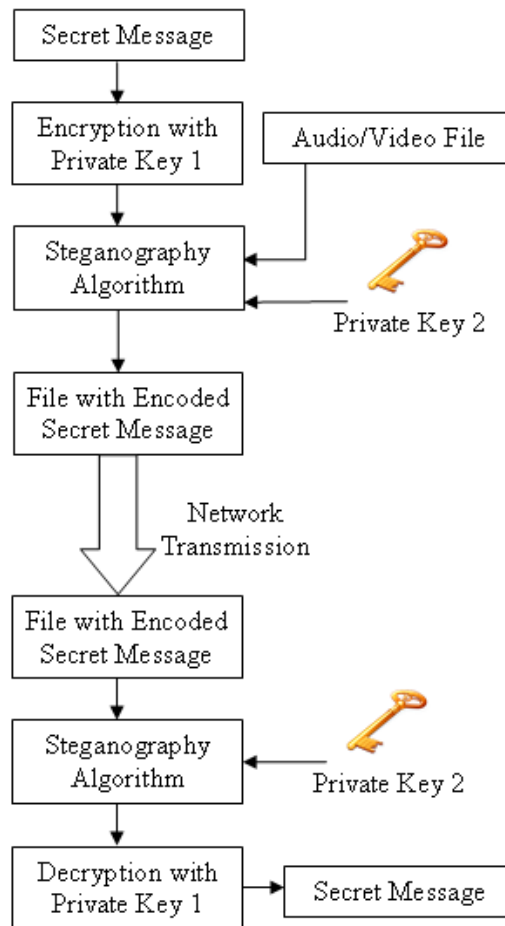 Secret Message
Encryption with
Private Key 1
Audio/Video File
Steganography
Algorithm
Private Key 2
File with Encoded
Secret Message
Network
Transmission
File with Encoded
Secret Message
Steganography
Algorithm
Private Key 2
Decryption with
Private Key 1
Secret Message